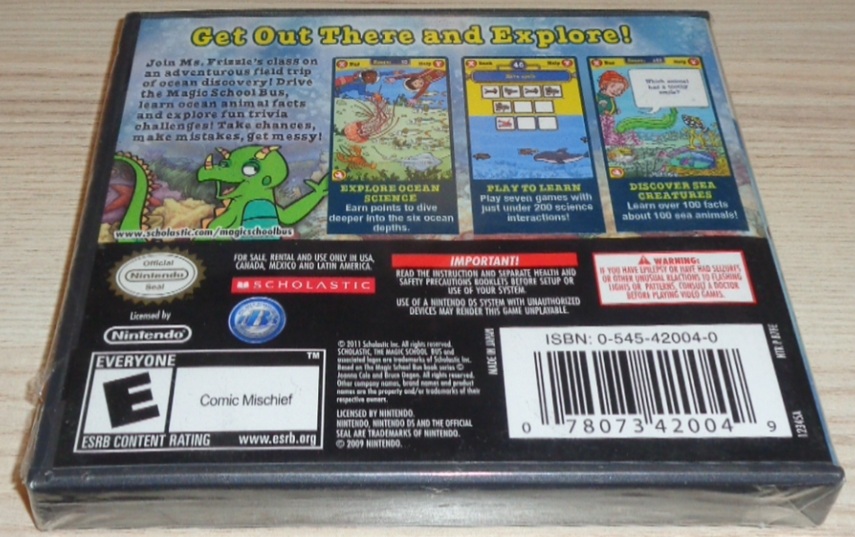 Get Out There and Explore!
Join Ms. Frizzle's class on
an adventurous field trip
of ocean discovery! Drive
the Magic School Bus,
learn ocean animal facts
and explore fun trivia
challenges! Take chances,
make mistakes, get messy!
www.scholastic.com/magicschoolbus
Help
46
Help
Which animal
has a toothy
smile?
EXPLORE OCEAN
SCIENCE
Earn points to dive
deeper into the six ocean
depths.
PLAY TO LEARN
Play seven games with
just under 200 science
interactions!
DISCOVER SEA
CREATURES
Learn over 100 facts
about 100 sea animals!
Official
Nintendo
Seal
Licensed by
Nintendo
FOR SALE, RENTAL AND USE ONLY IN USA,
CANADA, MEXICO AND LATIN AMERICA.
SCHOLASTIC
IMPORTANT!
READ THE INSTRUCTION AND SEPARATE HEALTH AND
SAFETY PRECAUTIONS BOOKLETS BEFORE SETUP OR
USE OF YOUR SYSTEM.
USE OF A NINTENDO DS SYSTEM WITH UNAUTHORIZED
DEVICES MAY RENDER THIS GAME UNPLAYABLE.
WARNING:
IF YOU HAVE EPILEPSY OR HAVE HAD SEIZURES
OR OTHER UNUSUAL REACTIONS TO FLASHING
LIGHTS OR PATTERNS, CONSULT A DOCTOR
BEFORE PLAYING VIDEO GAMES.
EVERYONE
TM
E
Comic Mischief
ESRB CONTENT RATING
www.esrb.org
© 2011 Scholastic Inc. All rights reserved.
SCHOLASTIC, THE MAGIC SCHOOL BUS and
associated logos are trademarks of Scholastic Inc.
Based on The Magic School Bus book series ©
Joanna Cole and Bruce Degen. All rights reserved.
Other company names, brand names and product
names are the property and/or trademarks of their
respective owners.
LICENSED BY NINTENDO.
NINTENDO, NINTENDO DS AND THE OFFICIAL
SEAL ARE TRADEMARKS OF NINTENDO.
© 2009 NINTENDO.
MADE IN JAPAN
ISBN: 0-545-42004-0
0 78073 42004 9
12345A